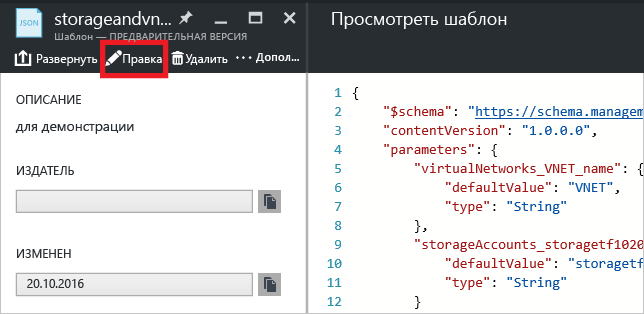 JSON
storageandvn...
Шаблон — ПРЕДВАРИТЕЛЬНАЯ ВЕРСИЯ
Развернуть Правка Удалить ··· Допол...
ОПИСАНИЕ
для демонстрации
ИЗДАТЕЛЬ
ИЗМЕНЕН
20.10.2016
Просмотреть шаблон
1 {
2 "$schema": "https://schema.managem
3 "contentVersion": "1.0.0.0",
4 "parameters": {
5 "virtualNetworks_VNET_name": {
6 "defaultValue": "VNET",
7 "type": "String"
8 },
9 "storageAccounts_storagetf1020
10 "defaultValue": "storagetf
11 "type": "String"
12 }